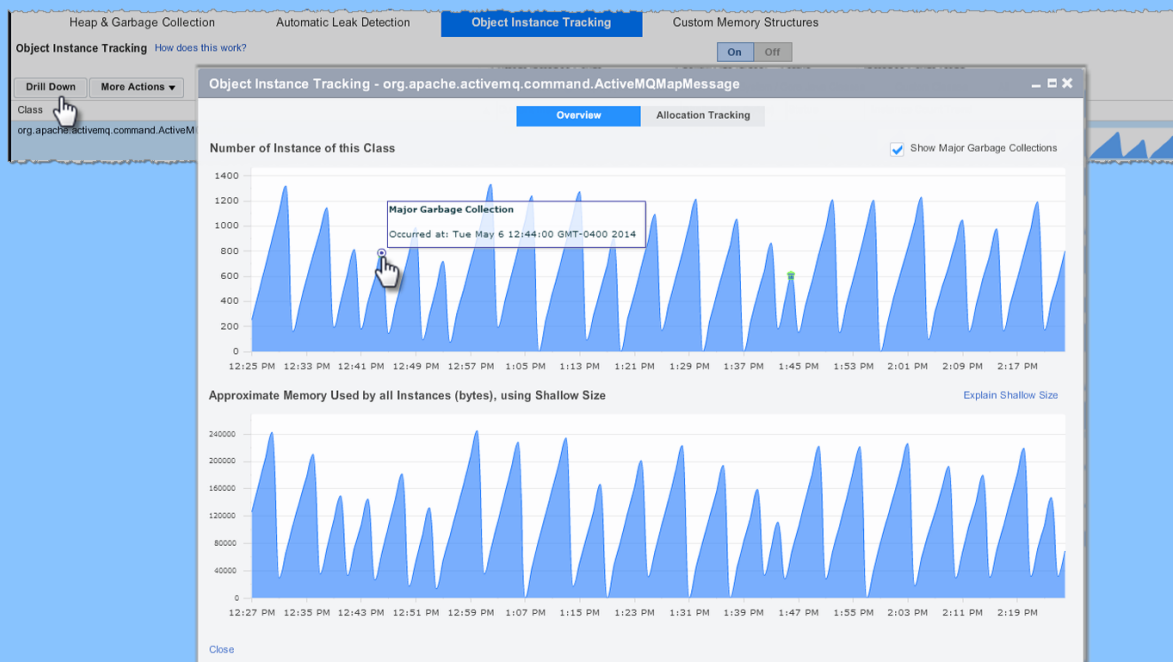 Heap & Garbage Collection Automatic Leak Detection Object Instance Tracking Custom Memory Structures
Object Instance Tracking How does this work?
On Off
Drill Down More Actions
Class
org.apache.activemq.command.ActiveM
Object Instance Tracking - org.apache.activemq.command.ActiveMQMapMessage
Overview Allocation Tracking
Number of Instance of this Class
Show Major Garbage Collections
1400
1200
1000
800
600
400
200
0
Major Garbage Collection
Occurred at: Tue May 6 12:44:00 GMT-0400 2014
12:25 PM 12:33 PM 12:41 PM 12:49 PM 12:57 PM 1:05 PM 1:13 PM 1:21 PM 1:29 PM 1:37 PM 1:45 PM 1:53 PM 2:01 PM 2:09 PM 2:17 PM
Approximate Memory Used by all Instances (bytes), using Shallow Size
Explain Shallow Size
240000
200000
160000
120000
80000
40000
0
12:27 PM 12:35 PM 12:43 PM 12:51 PM 12:59 PM 1:07 PM 1:15 PM 1:23 PM 1:31 PM 1:39 PM 1:47 PM 1:55 PM 2:03 PM 2:11 PM 2:19 PM
Close